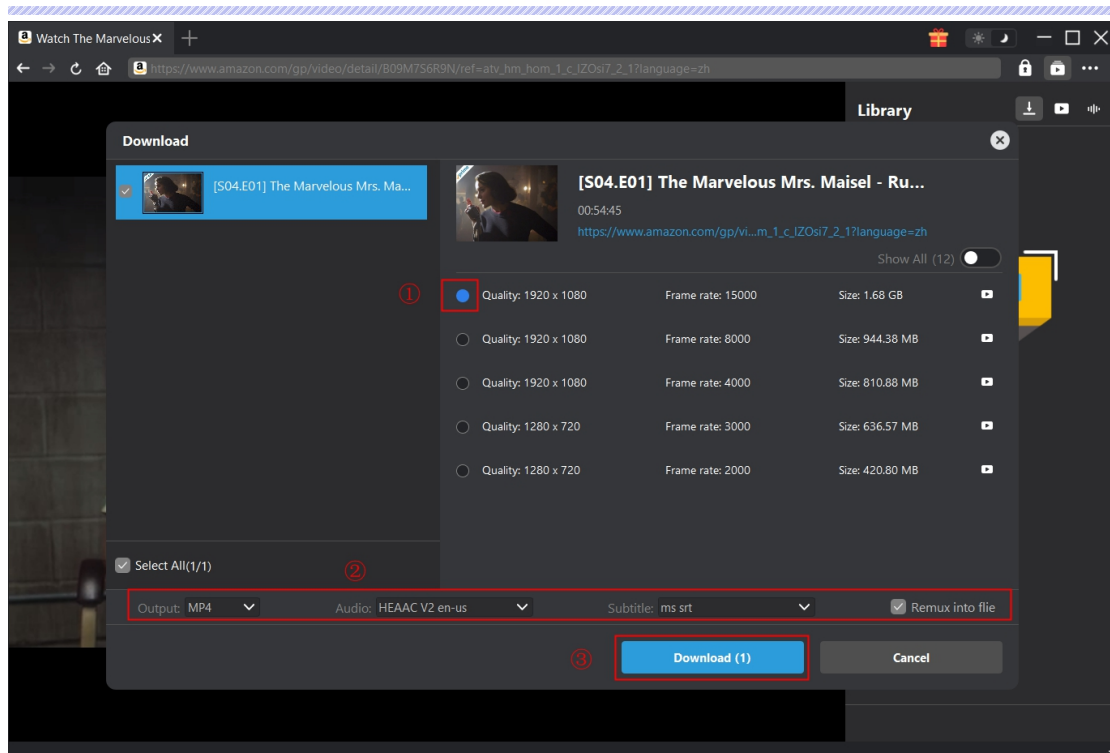 Watch The Marvelous
https://www.amazon.com/gp/video/detail/B09M7S6R9N/ref=atv_hm_hom_1_c_lZOsi7_2_1?language=zh
Library
Download
[S04.E01] The Marvelous Mrs. Ma...
[S04.E01] The Marvelous Mrs. Maisel - Ru...
00:54:45
https://www.amazon.com/gp/vi...m_1_c_lZOsi7_2_1?language=zh
Show All (12)
① Quality: 1920 x 1080 Frame rate: 15000 Size: 1.68 GB
Quality: 1920 x 1080 Frame rate: 8000 Size: 944.38 MB
Quality: 1920 x 1080 Frame rate: 4000 Size: 810.88 MB
Quality: 1280 x 720 Frame rate: 3000 Size: 636.57 MB
Quality: 1280 x 720 Frame rate: 2000 Size: 420.80 MB
Select All(1/1)
②
Output: MP4 Audio: HEAAC V2 en-us Subtitle: ms srt Remux into flie
③ Download (1) Cancel